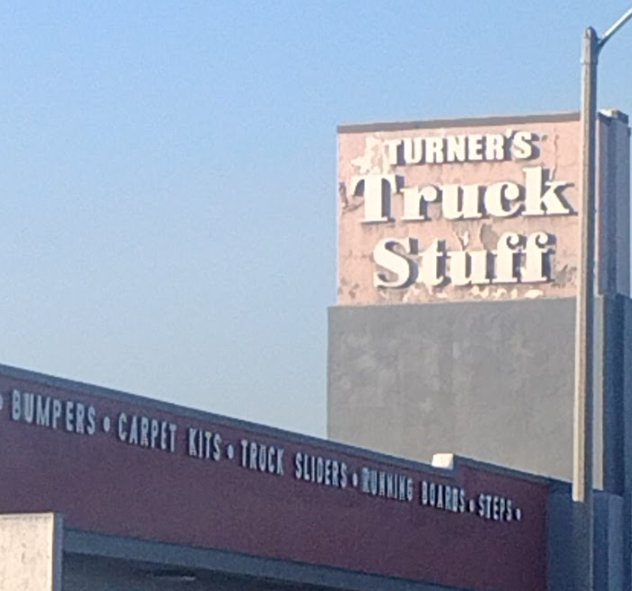 TURNER'S
Truck
Stuff
• BUMPERS • CARPET KITS • TRUCK SLIDERS • RUNNING BOARDS • STEPS •